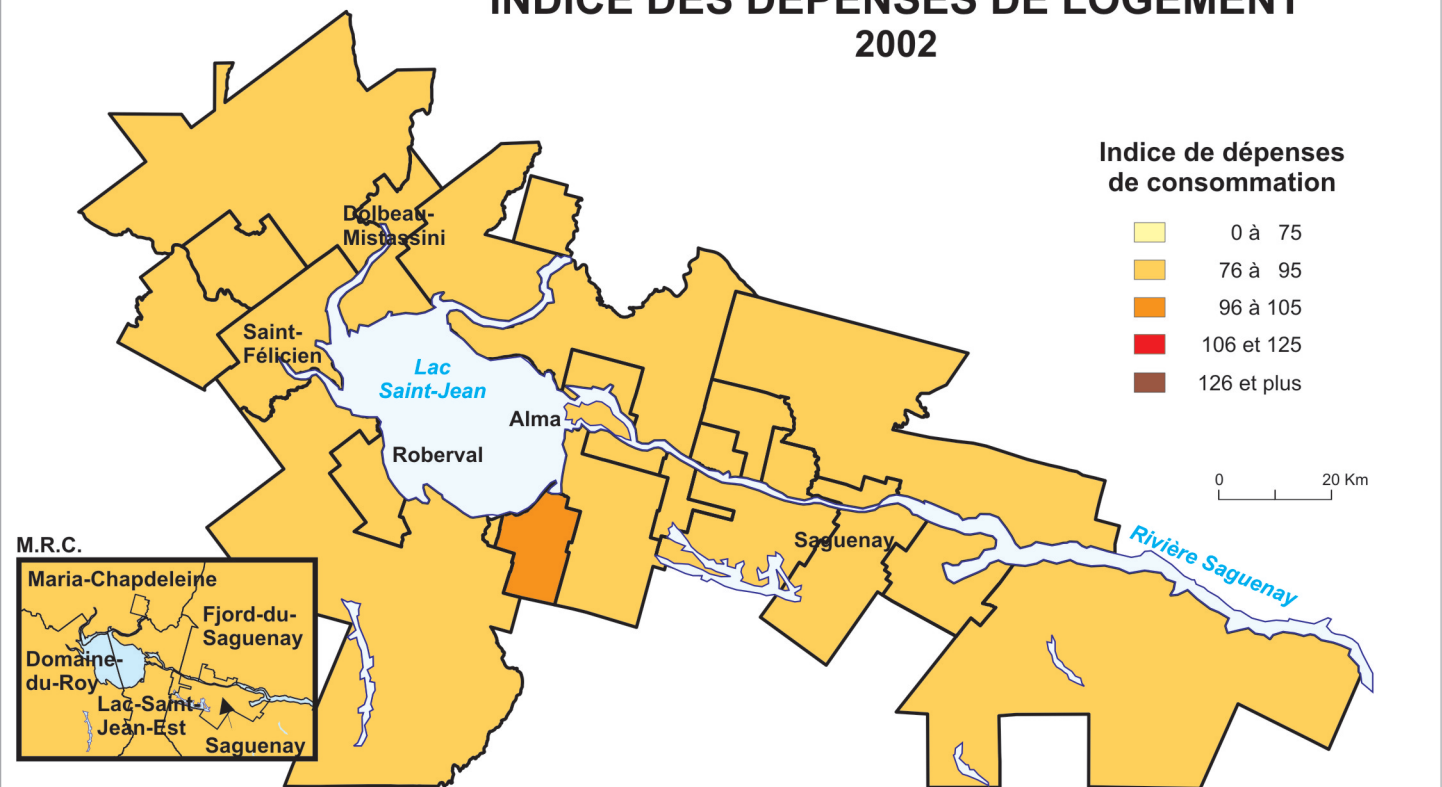 INDICE DES DÉPENSES DE LOGEMENT
2002
Indice de dépenses
de consommation
0 à 75
76 à 95
96 à 105
106 et 125
126 et plus
0 20 Km
Dolbeau-
Mistassini
Saint-
Félicien
Lac
Saint-Jean
Alma
Roberval
Saguenay
Rivière Saguenay
M.R.C.
Maria-Chapdeleine
Fjord-du-
Saguenay
Domaine-
du-Roy
Lac-Saint-
Jean-Est
Saguenay